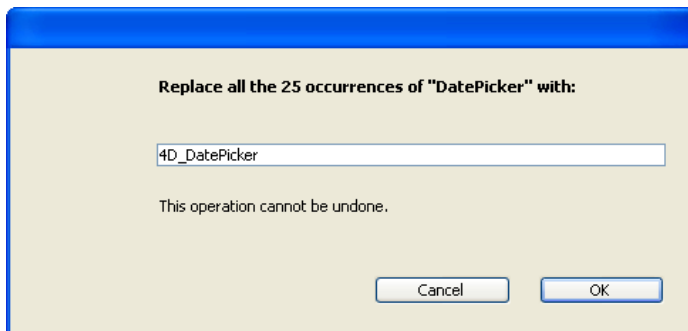 Replace all the 25 occurrences of "DatePicker" with:
4D_DatePicker
This operation cannot be undone.
Cancel OK